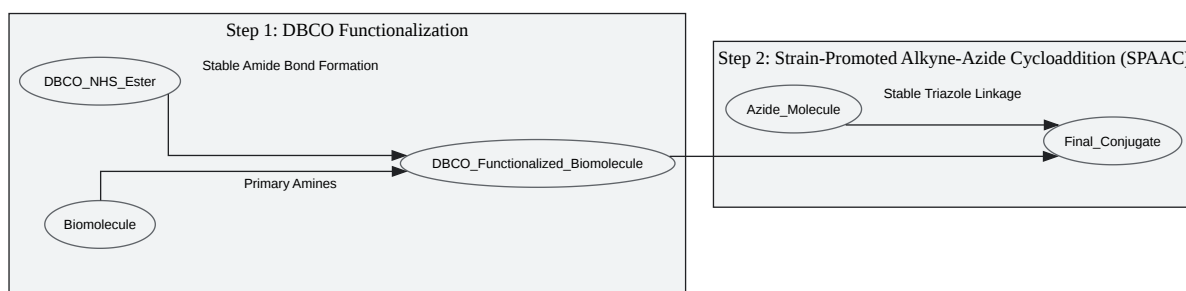 Step 1: DBCO Functionalization
DBCO_NHS_Ester
Stable Amide Bond Formation
DBCO_Functionalized_Biomolecule
Primary Amines
Biomolecule
Step 2: Strain-Promoted Alkyne-Azide Cycloaddition (SPAAC)
Azide_Molecule
Stable Triazole Linkage
Final_Conjugate